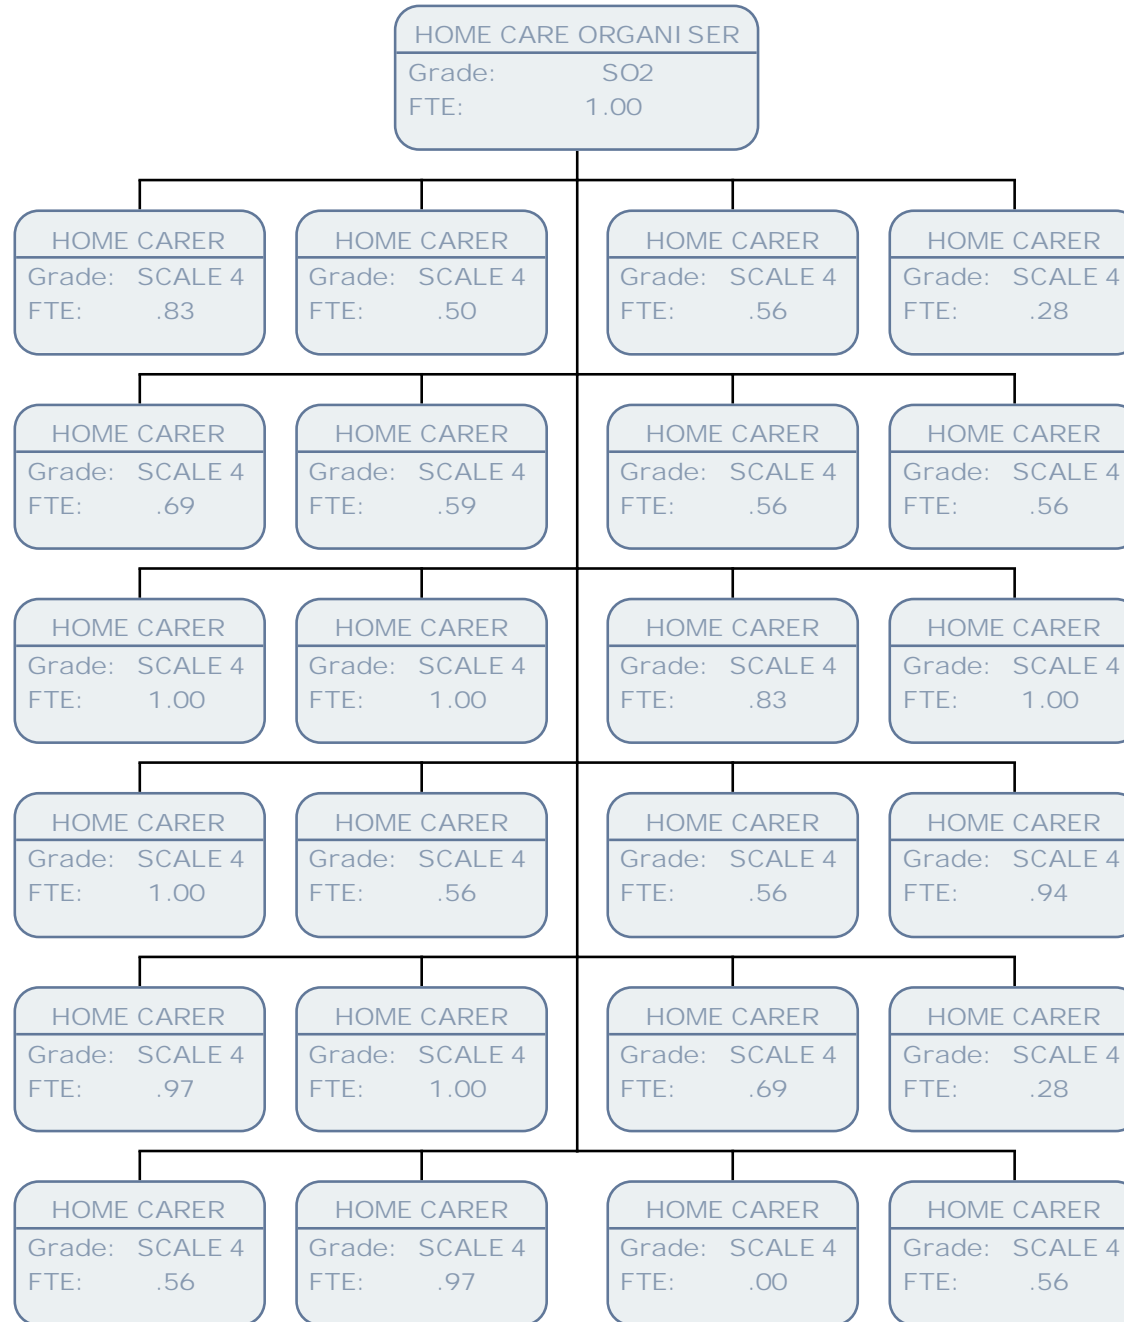 HOME CARE ORGANISER
Grade: SO2
FTE: 1.00
HOME CARER
Grade: SCALE 4
FTE: .83
HOME CARER
Grade: SCALE 4
FTE: .50
HOME CARER
Grade: SCALE 4
FTE: .56
HOME CARER
Grade: SCALE 4
FTE: .28
HOME CARER
Grade: SCALE 4
FTE: .69
HOME CARER
Grade: SCALE 4
FTE: .59
HOME CARER
Grade: SCALE 4
FTE: .56
HOME CARER
Grade: SCALE 4
FTE: .56
HOME CARER
Grade: SCALE 4
FTE: 1.00
HOME CARER
Grade: SCALE 4
FTE: 1.00
HOME CARER
Grade: SCALE 4
FTE: .83
HOME CARER
Grade: SCALE 4
FTE: 1.00
HOME CARER
Grade: SCALE 4
FTE: 1.00
HOME CARER
Grade: SCALE 4
FTE: .56
HOME CARER
Grade: SCALE 4
FTE: .56
HOME CARER
Grade: SCALE 4
FTE: .94
HOME CARER
Grade: SCALE 4
FTE: .97
HOME CARER
Grade: SCALE 4
FTE: 1.00
HOME CARER
Grade: SCALE 4
FTE: .69
HOME CARER
Grade: SCALE 4
FTE: .28
HOME CARER
Grade: SCALE 4
FTE: .56
HOME CARER
Grade: SCALE 4
FTE: .97
HOME CARER
Grade: SCALE 4
FTE: .00
HOME CARER
Grade: SCALE 4
FTE: .56